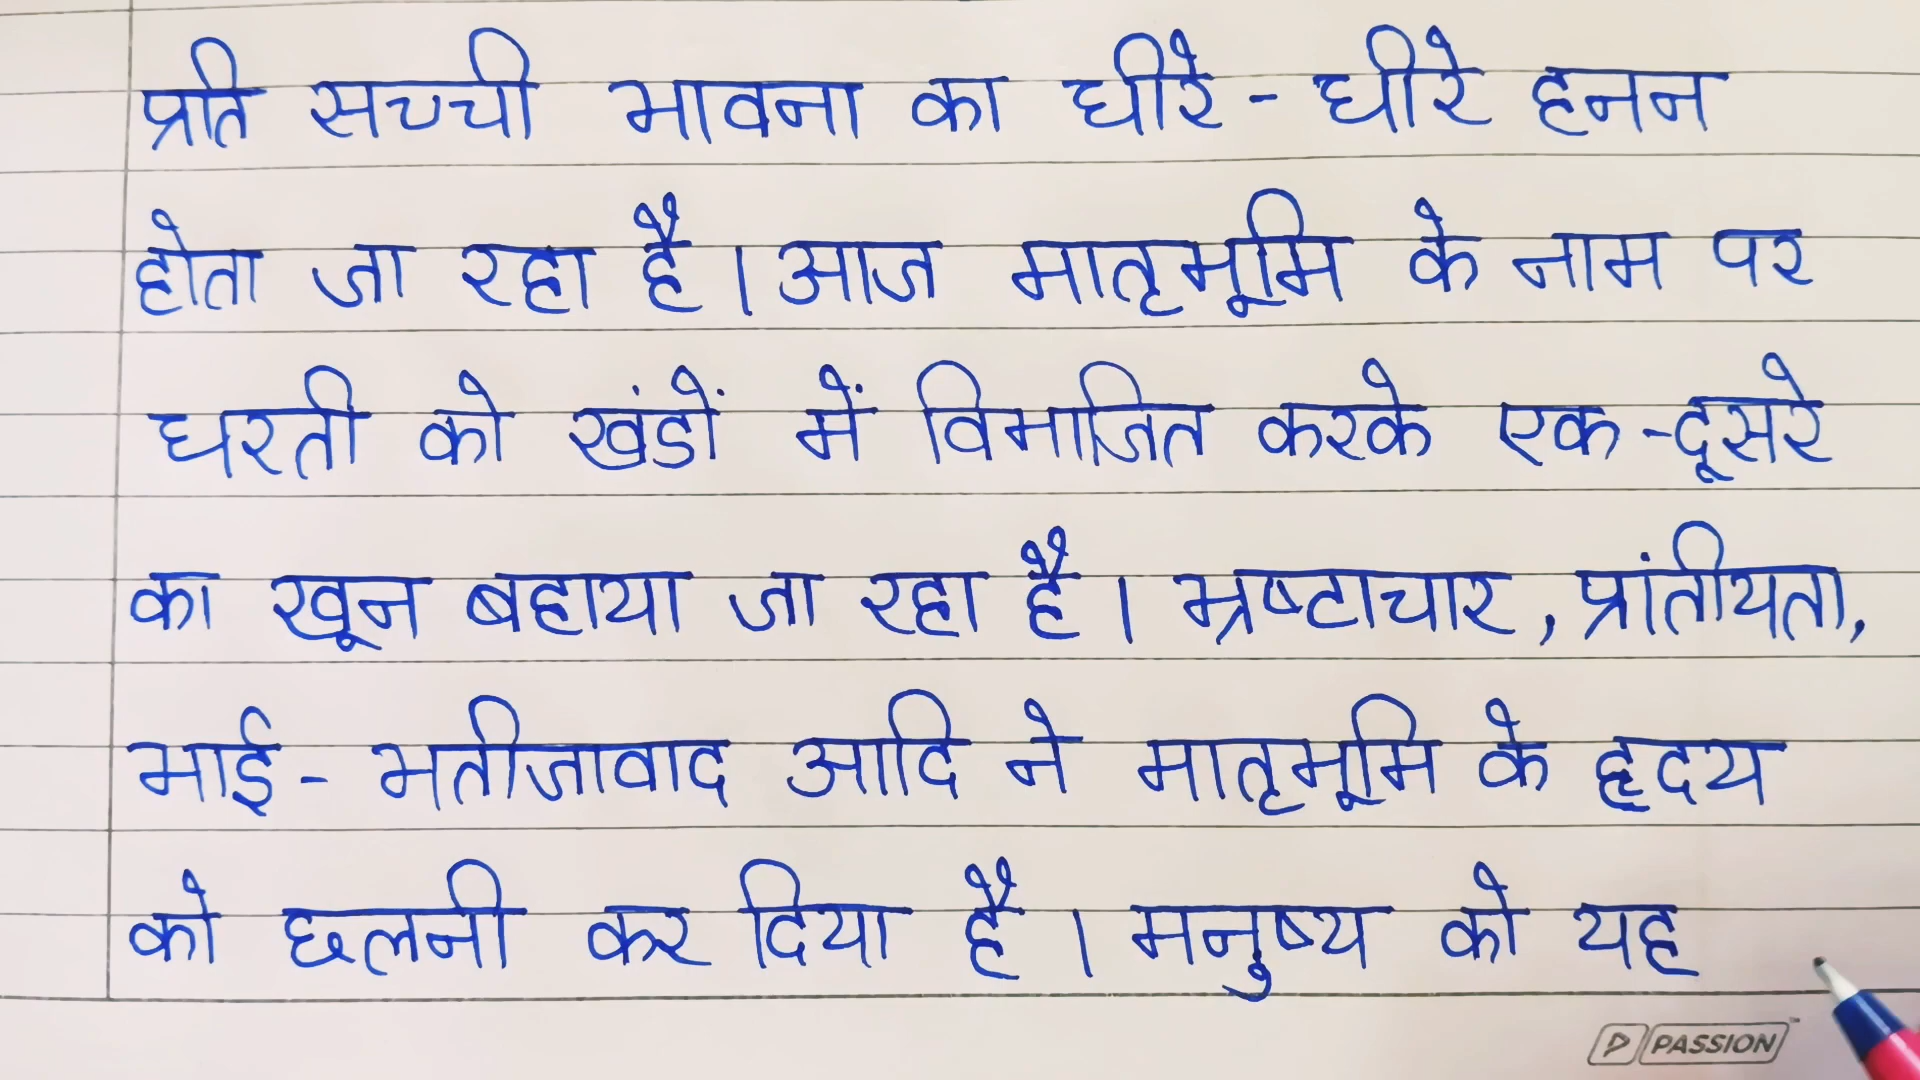 प्रति सच्ची भावना का धीरे - धीरे हनन
होता जा रहा है । आज मातृभूमि के नाम पर
धरती को खंडों में विभाजित करके एक -दूसरे
का खून बहाया जा रहा है । भ्रष्टाचार , प्रांतीयता,
भाई - भतीजावाद आदि ने मातृभूमि के हृदय
को छलनी कर दिया है । मनुष्य को यह
P PASSION